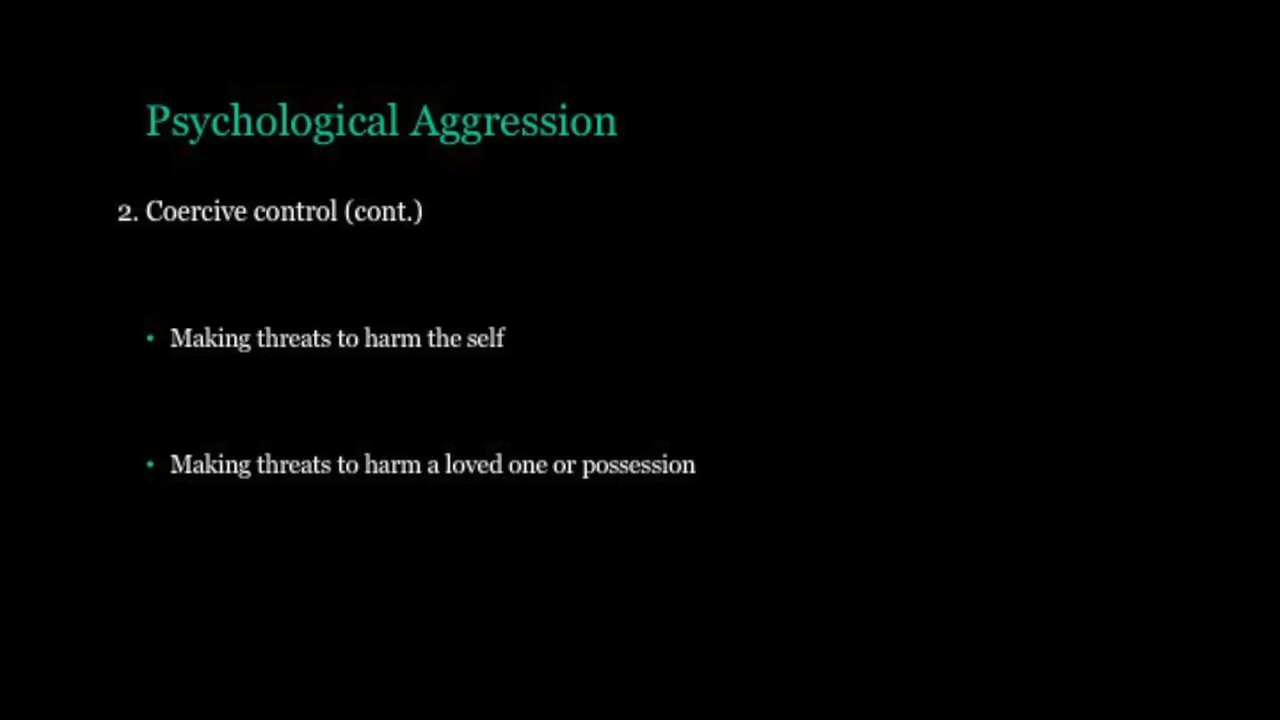 Psychological Aggression
2. Coercive control (cont.)
• Making threats to harm the self
• Making threats to harm a loved one or possession